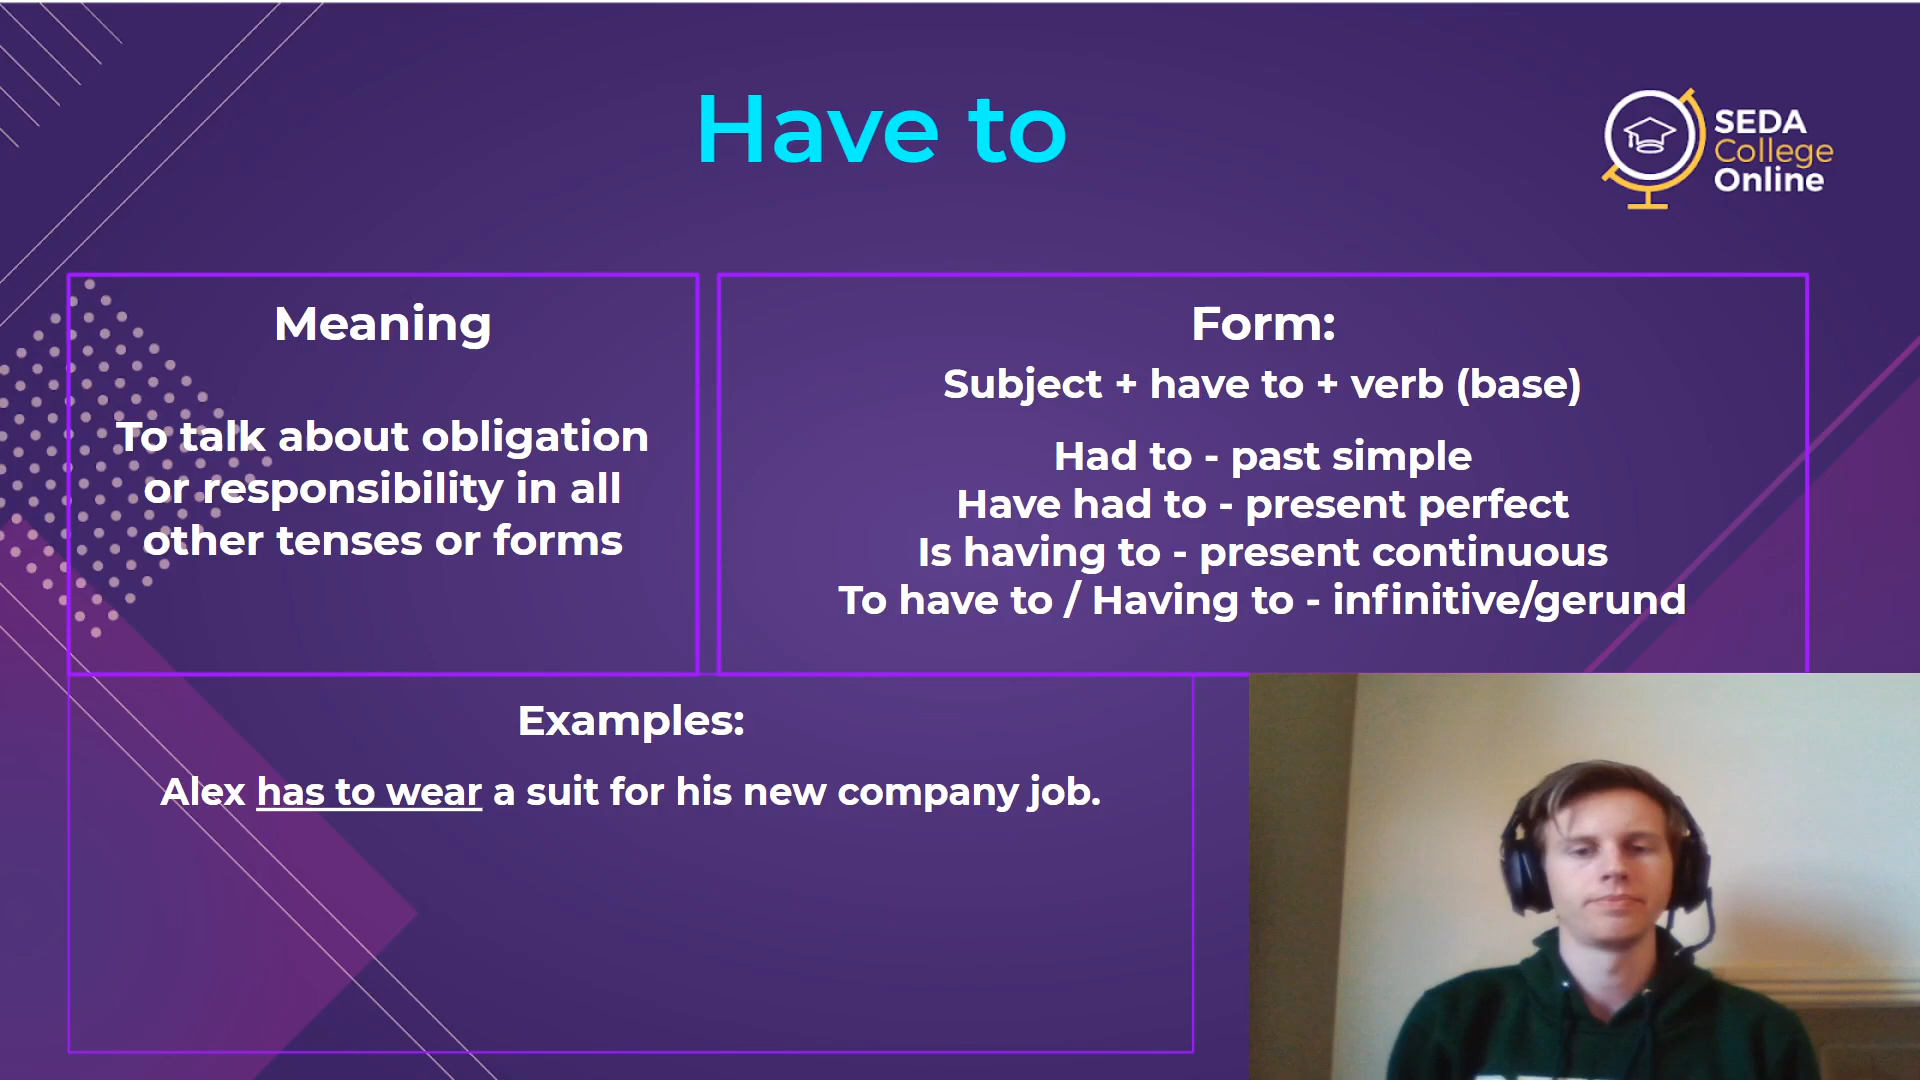 Have to
SEDA
College
Online
Meaning
To talk about obligation
or responsibility in all
other tenses or forms
Form:
Subject + have to + verb (base)
Had to - past simple
Have had to - present perfect
Is having to - present continuous
To have to / Having to - infinitive/gerund
Examples:
Alex has to wear a suit for his new company job.